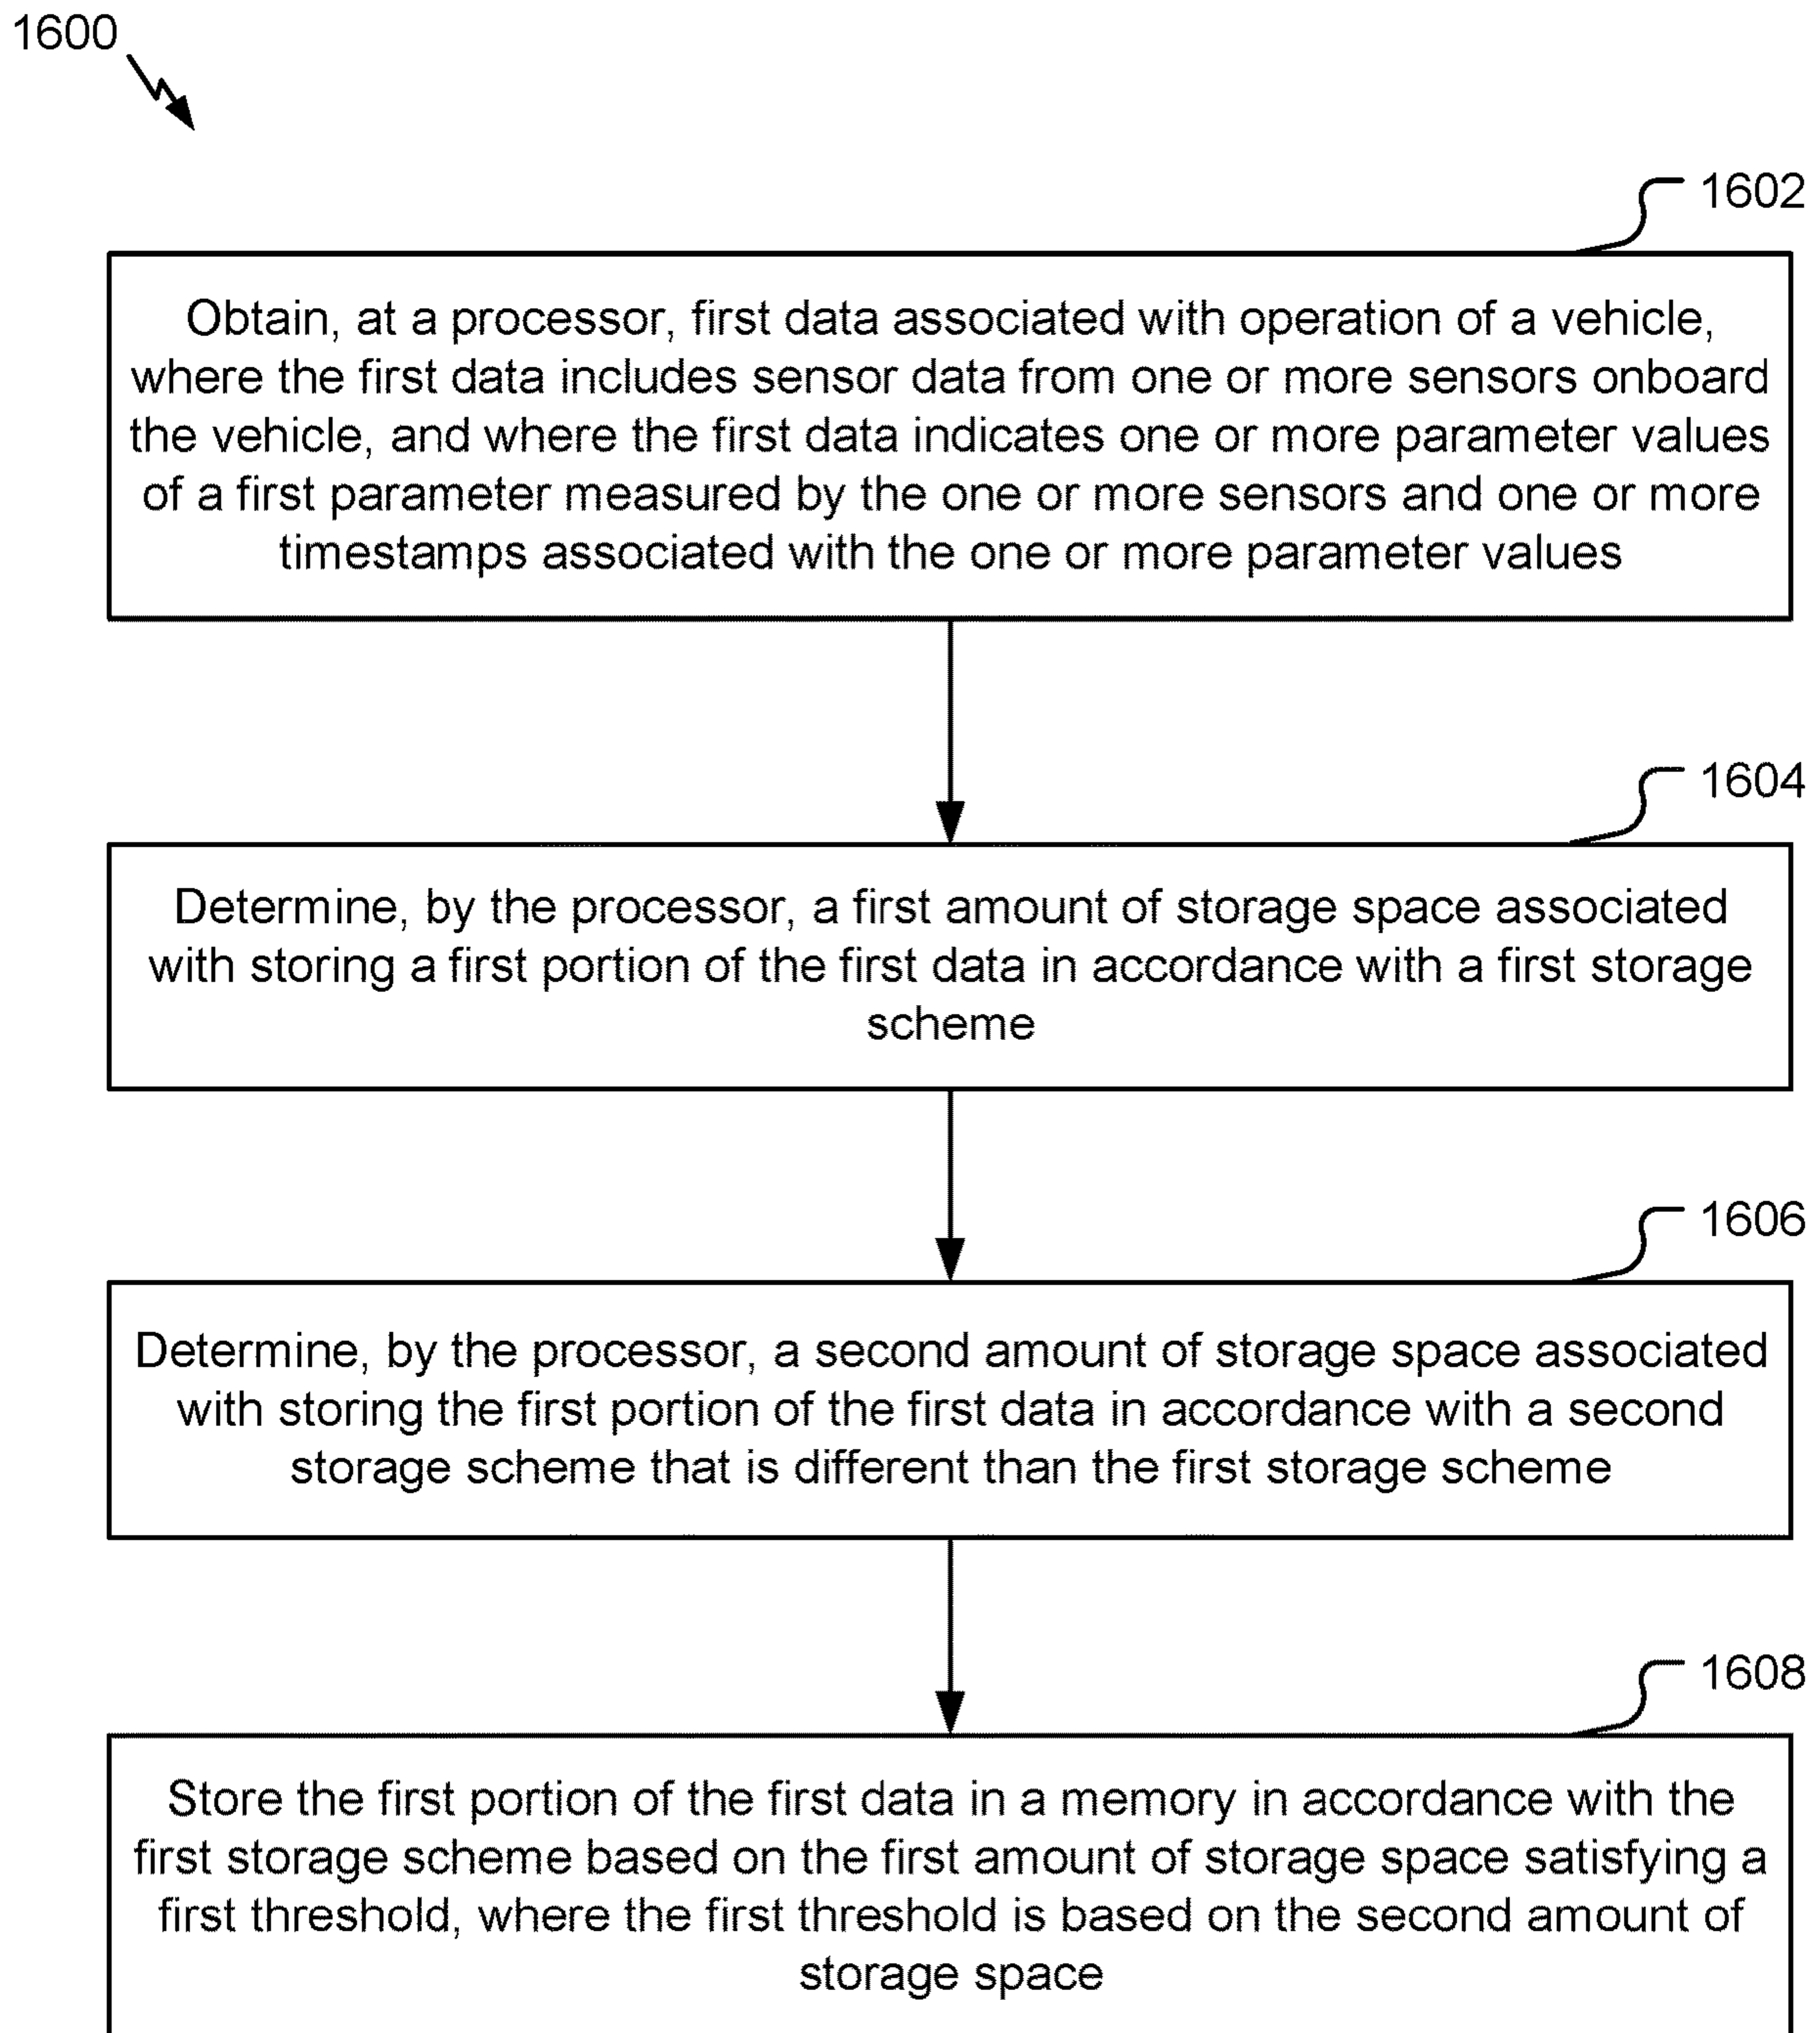 1600
1602
Obtain, at a processor, first data associated with operation of a vehicle,
where the first data includes sensor data from one or more sensors onboard
the vehicle, and where the first data indicates one or more parameter values
of a first parameter measured by the one or more sensors and one or more
timestamps associated with the one or more parameter values
1604
Determine, by the processor, a first amount of storage space associated
with storing a first portion of the first data in accordance with a first storage
scheme
1606
Determine, by the processor, a second amount of storage space associated
with storing the first portion of the first data in accordance with a second
storage scheme that is different than the first storage scheme
1608
Store the first portion of the first data in a memory in accordance with the
first storage scheme based on the first amount of storage space satisfying a
first threshold, where the first threshold is based on the second amount of
storage space